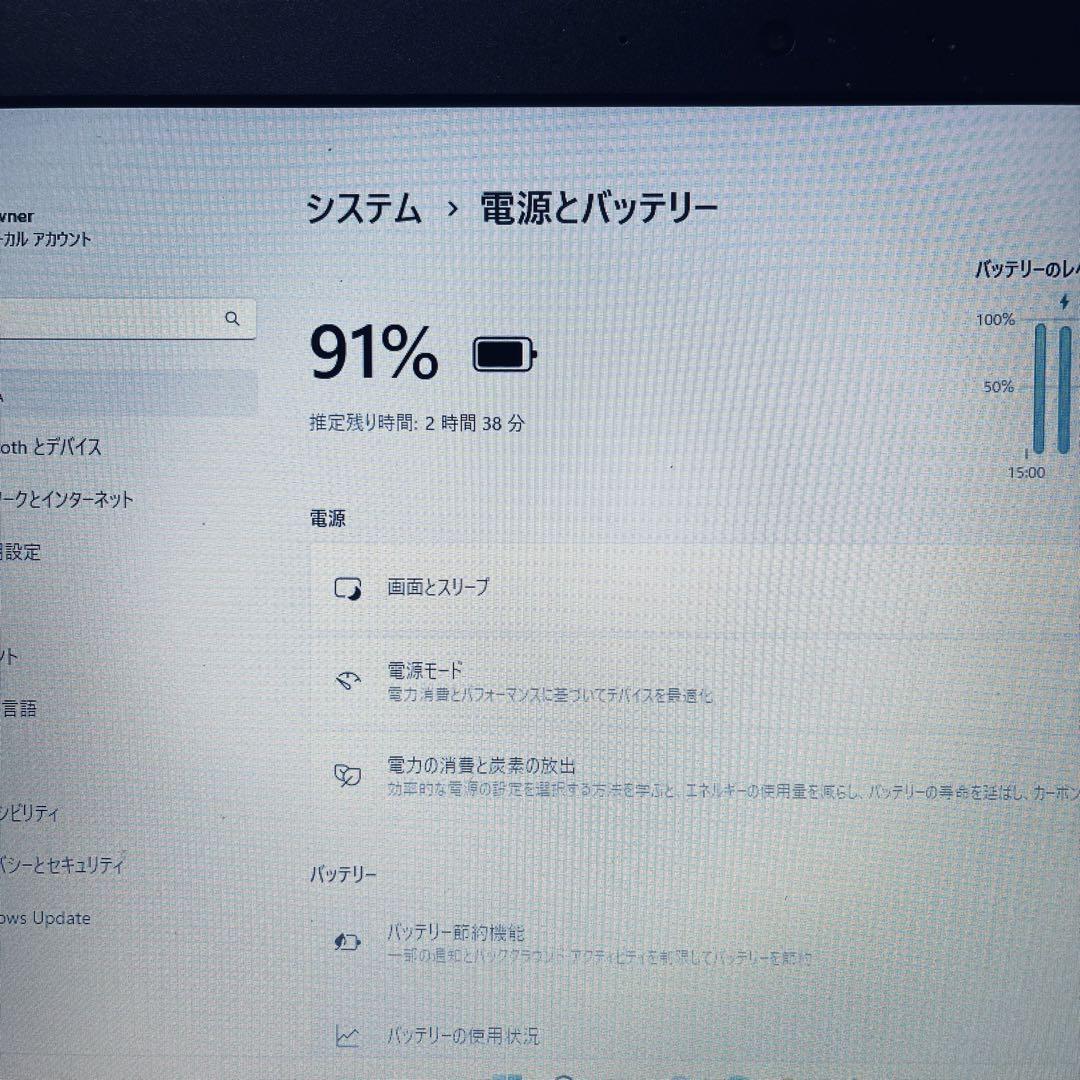 システム › 電源とバッテリー
wner
ーカル アカウント
91%
推定残り時間: 2 時間 38 分
バッテリーのレベ
100%
50%
15:00
oth とデバイス
ワークとインターネット
用設定
ント
言語
シビリティ
バシーとセキュリティ
ows Update
電源
画面とスリープ
電源モード
電力消費とパフォーマンスに基づいてデバイスを最適化
電力の消費と炭素の放出
効率的な電源の設定を選択する方法を学ぶと、エネルギーの使用量を減らし、バッテリーの寿命を延ばし、カーボン
バッテリー
バッテリー節約機能
一部の通知とバックグラウンド アクティビティを制限してバッテリーを節約
バッテリーの使用状況